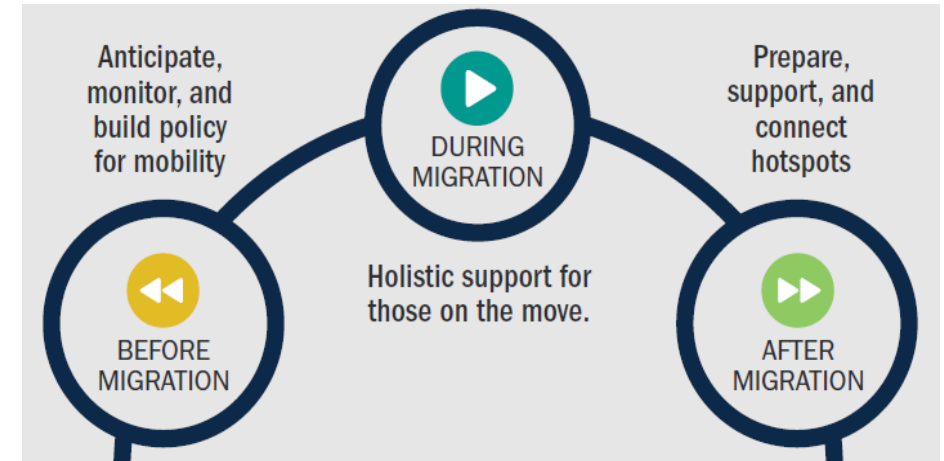 Anticipate,
monitor, and
build policy
for mobility
BEFORE
MIGRATION
DURING
MIGRATION
Holistic support for
those on the move.
Prepare,
support, and
connect
hotspots
AFTER
MIGRATION